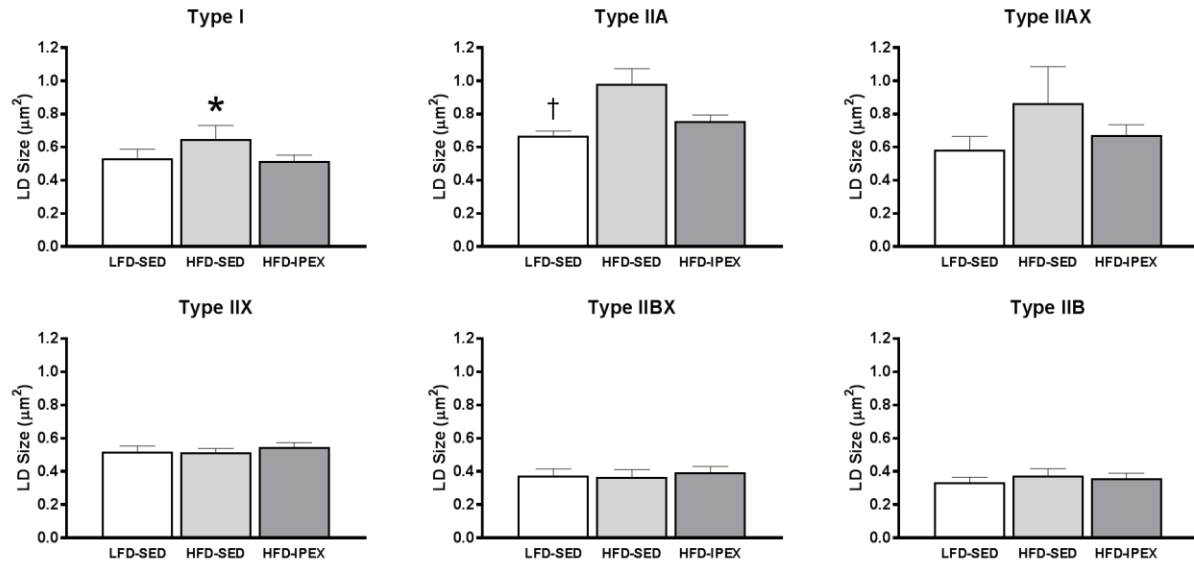 Type I
1.2
1.0
0.8
0.6
0.4
0.2
0.0
LD Size (μm²)
*
LFD-SED HFD-SED HFD-IPEX
Type IIA
1.2
1.0
0.8
0.6
0.4
0.2
0.0
LD Size (μm²)
†
LFD-SED HFD-SED HFD-IPEX
Type IIAX
1.2
1.0
0.8
0.6
0.4
0.2
0.0
LD Size (μm²)
LFD-SED HFD-SED HFD-IPEX
Type IIX
1.2
1.0
0.8
0.6
0.4
0.2
0.0
LD Size (μm²)
LFD-SED HFD-SED HFD-IPEX
Type IIBX
1.2
1.0
0.8
0.6
0.4
0.2
0.0
LD Size (μm²)
LFD-SED HFD-SED HFD-IPEX
Type IIB
1.2
1.0
0.8
0.6
0.4
0.2
0.0
LD Size (μm²)
LFD-SED HFD-SED HFD-IPEX